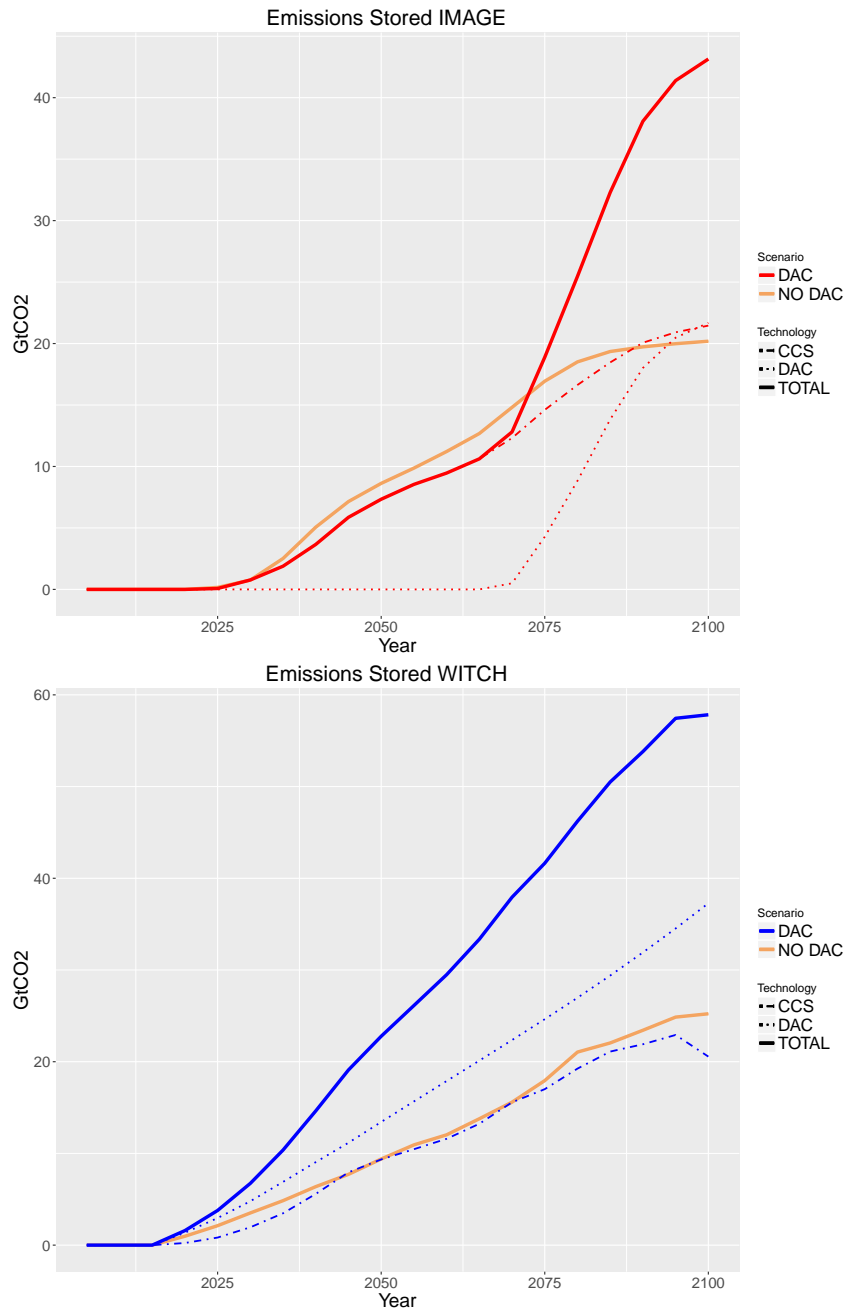 Emissions Stored IMAGE
GtCO2
40
30
20
10
0
2025 2050 2075 2100
Year
Scenario
DAC
NO DAC
Technology
CCS
DAC
TOTAL
Emissions Stored WITCH
GtCO2
60
40
20
0
2025 2050 2075 2100
Year
Scenario
DAC
NO DAC
Technology
CCS
DAC
TOTAL